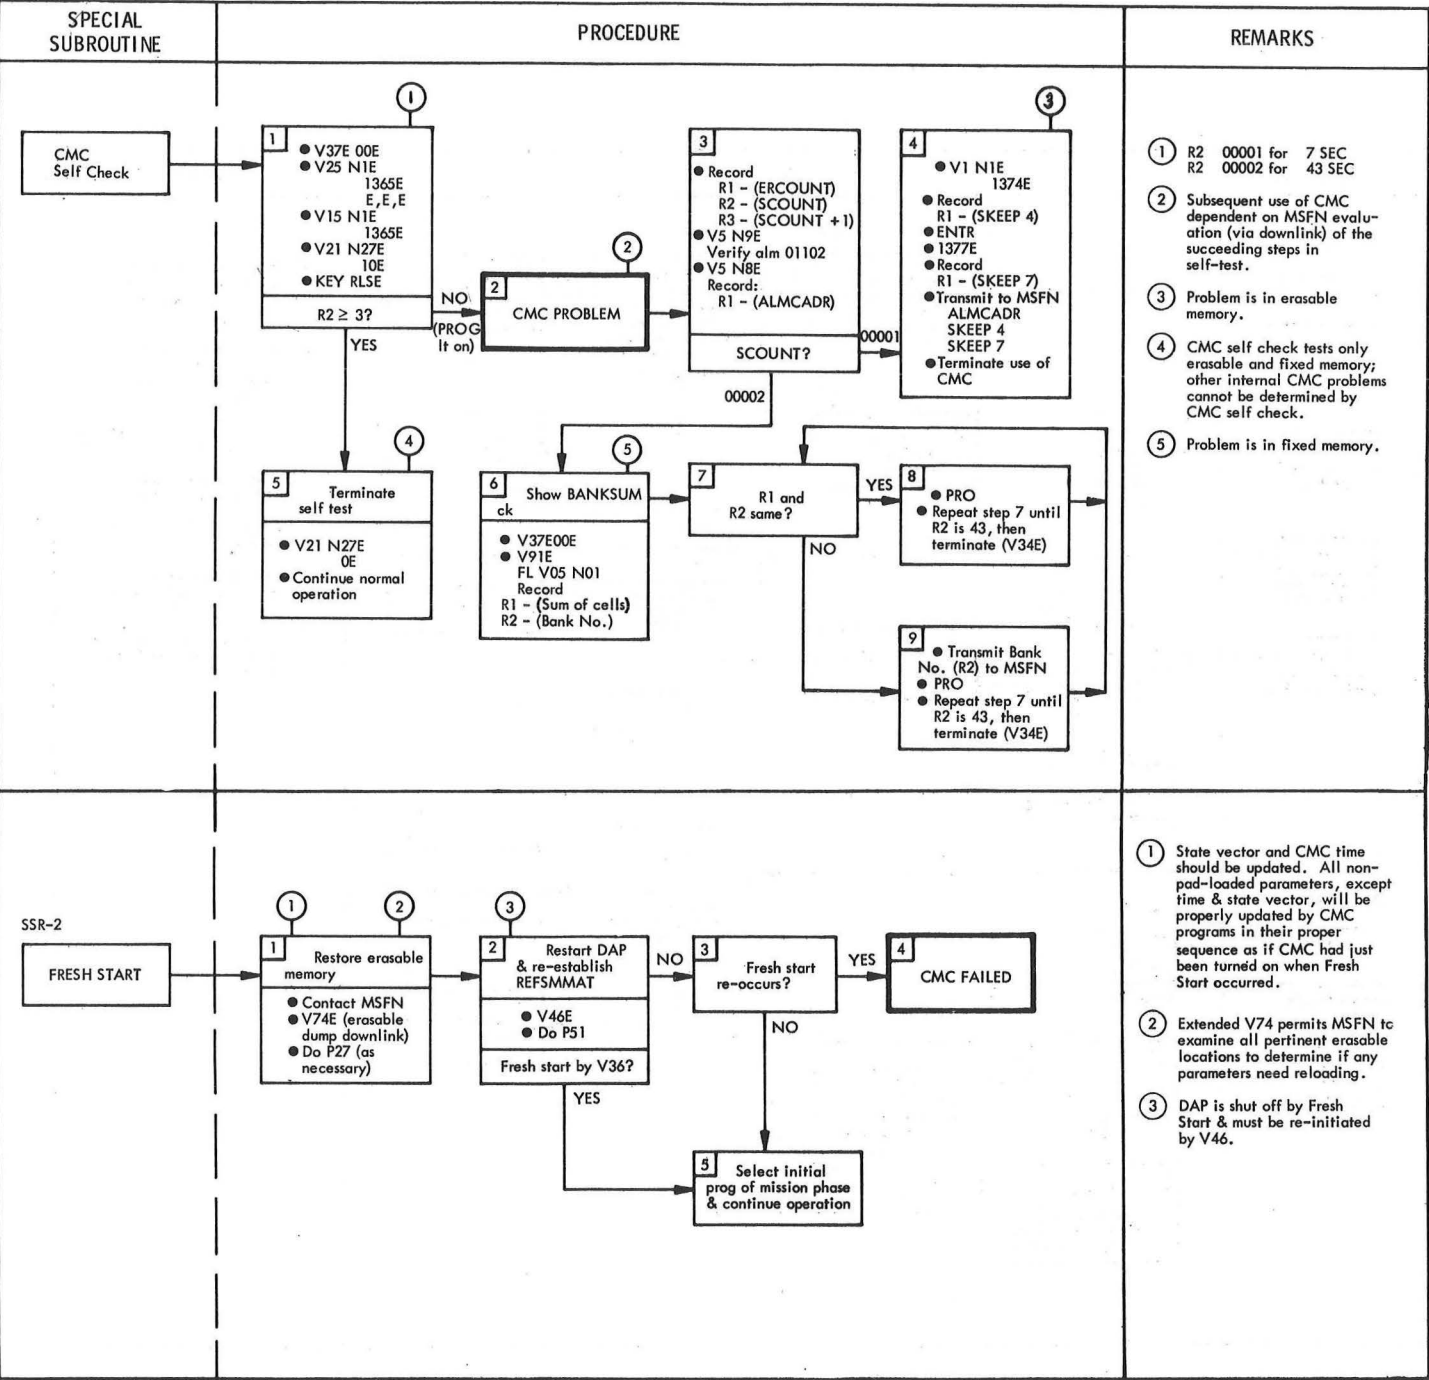 SPECIAL
SUBROUTINE
PROCEDURE
REMARKS
CMC
Self Check
1
1
● V37E 00E
● V25 N1E
1365E
E,E,E
● V15 N1E
1365E
● V21 N27E
10E
● KEY RLSE
R2 ≥ 3?
NO
(PROG
lt on)
YES
2
2
CMC PROBLEM
3
● Record
R1 - (ERCOUNT)
R2 - (SCOUNT)
R3 - (SCOUNT +1)
● V5 N9E
Verify alm 01102
● V5 N8E
Record:
R1 - (ALMCADR)
SCOUNT?
00001
00002
3
4
● V1 N1E
1374E
● Record
R1 - (SKEEP 4)
● ENTR
● 1377E
● Record
R1 - (SKEEP 7)
● Transmit to MSFN
ALMCADR
SKEEP 4
SKEEP 7
● Terminate use of
CMC
4
5
Terminate
self test
● V21 N27E
0E
● Continue normal
operation
5
6
Show BANKSUM
ck
● V37E00E
● V91E
FL V05 N01
Record
R1 - (Sum of cells)
R2 - (Bank No.)
7
R1 and
R2 same?
YES
NO
8
● PRO
● Repeat step 7 until
R2 is 43, then
terminate (V34E)
9
● Transmit Bank
No. (R2) to MSFN
● PRO
● Repeat step 7 until
R2 is 43, then
terminate (V34E)
1 R2 00001 for 7 SEC
R2 00002 for 43 SEC
2 Subsequent use of CMC
dependent on MSFN evalu-
ation (via downlink) of the
succeeding steps in
self-test.
3 Problem is in erasable
memory.
4 CMC self check tests only
erasable and fixed memory;
other internal CMC problems
cannot be determined by
CMC self check.
5 Problem is in fixed memory.
SSR-2
FRESH START
1
2
1
Restore erasable
memory
● Contact MSFN
● V74E (erasable
dump downlink)
● Do P27 (as
necessary)
3
2
Restart DAP
& re-establish
REFSMMAT
● V46E
● Do P51
Fresh start by V36?
NO
YES
3
Fresh start
re-occurs?
YES
NO
4
CMC FAILED
5
Select initial
prog of mission phase
& continue operation
1 State vector and CMC time
should be updated. All non-
pad-loaded parameters, except
time & state vector, will be
properly updated by CMC
programs in their proper
sequence as if CMC had just
been turned on when Fresh
Start occurred.
2 Extended V74 permits MSFN to
examine all pertinent erasable
locations to determine if any
parameters need reloading.
3 DAP is shut off by Fresh
Start & must be re-initiated
by V46.